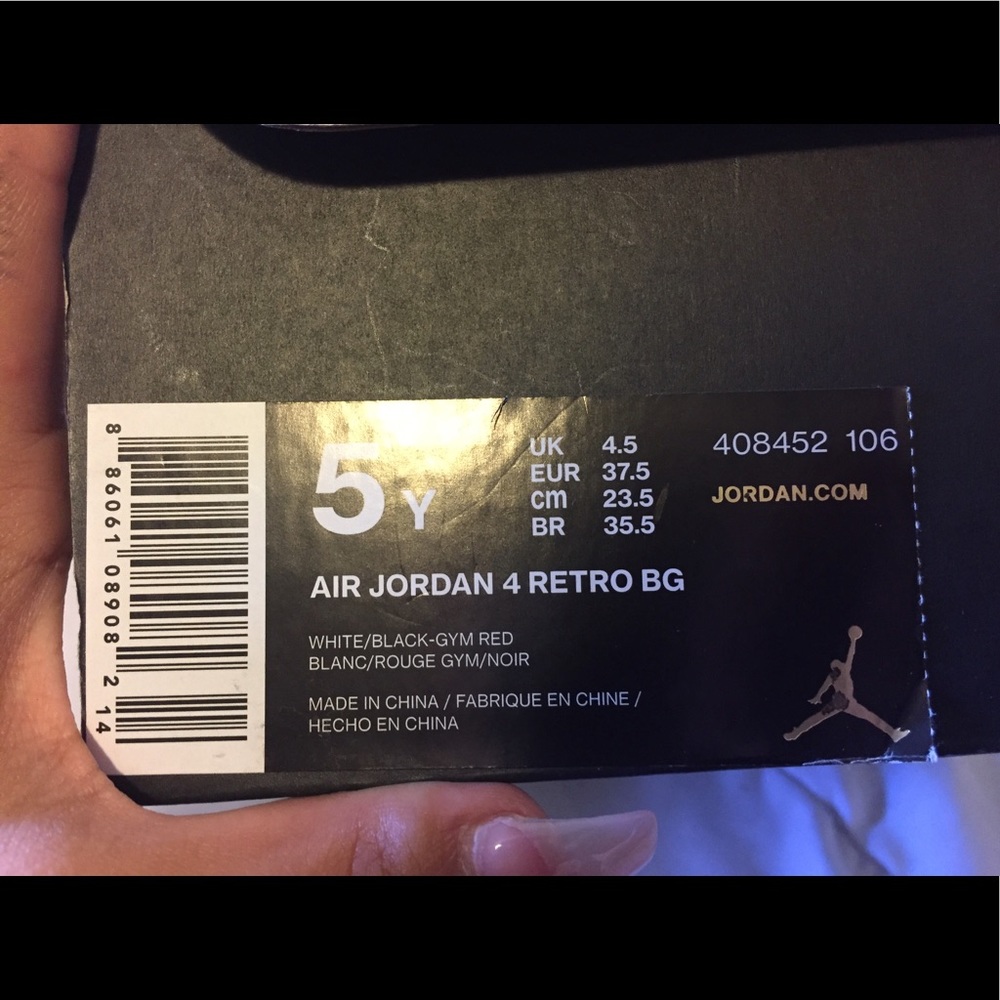 8 86061 08908 2 14
5 Y
UK 4.5
EUR 37.5
cm 23.5
BR 35.5
408452 106
JORDAN.COM
AIR JORDAN 4 RETRO BG
WHITE/BLACK-GYM RED
BLANC/ROUGE GYM/NOIR
MADE IN CHINA / FABRIQUE EN CHINE /
HECHO EN CHINA